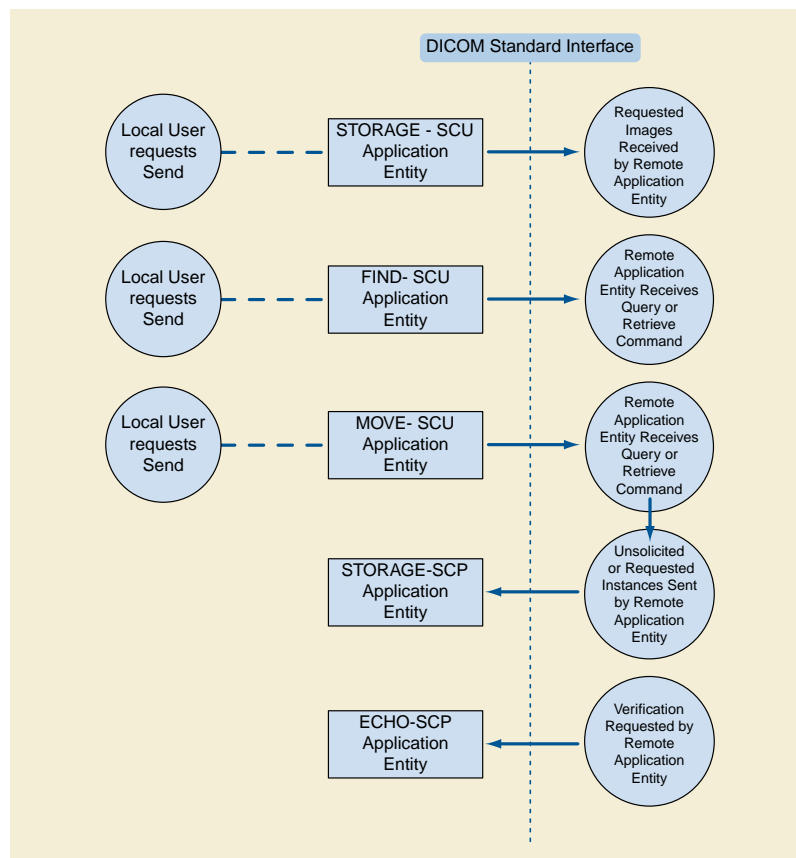 DICOM Standard Interface
Local User
requests
Send
STORAGE - SCU
Application
Entity
Requested
Images
Received
by Remote
Application
Entity
Local User
requests
Send
FIND- SCU
Application
Entity
Remote
Application
Entity Receives
Query or
Retrieve
Command
Local User
requests
Send
MOVE- SCU
Application
Entity
Remote
Application
Entity Receives
Query or
Retrieve
Command
STORAGE-SCP
Application
Entity
Unsolicited
or Requested
Instances Sent
by Remote
Application
Entity
ECHO-SCP
Application
Entity
Verification
Requested by
Remote
Application
Entity